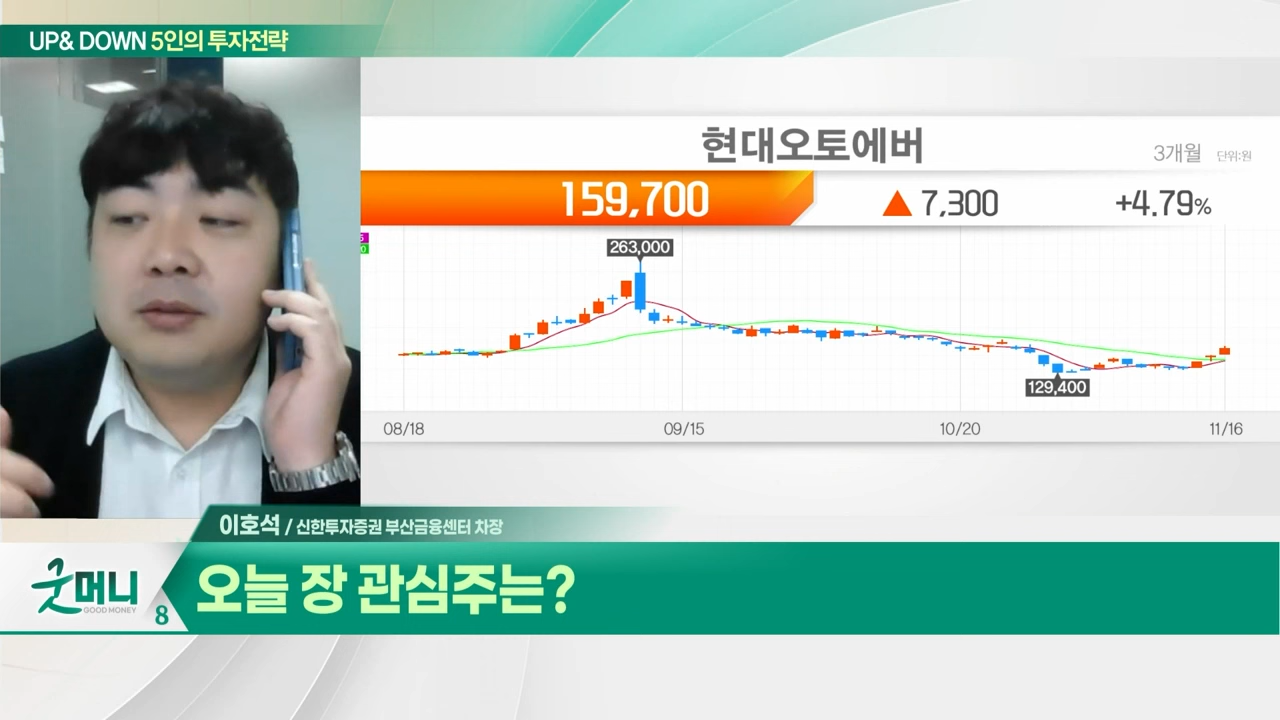 UP& DOWN 5인의 투자전략
현대오토에버
3개월 단위:원
159,700 ▲ 7,300 +4.79%
263,000
129,400
08/18 09/15 10/20 11/16
이호석 / 신한투자증권 부산금융센터 차장
굿머니
GOOD MONEY
8
오늘 장 관심주는?